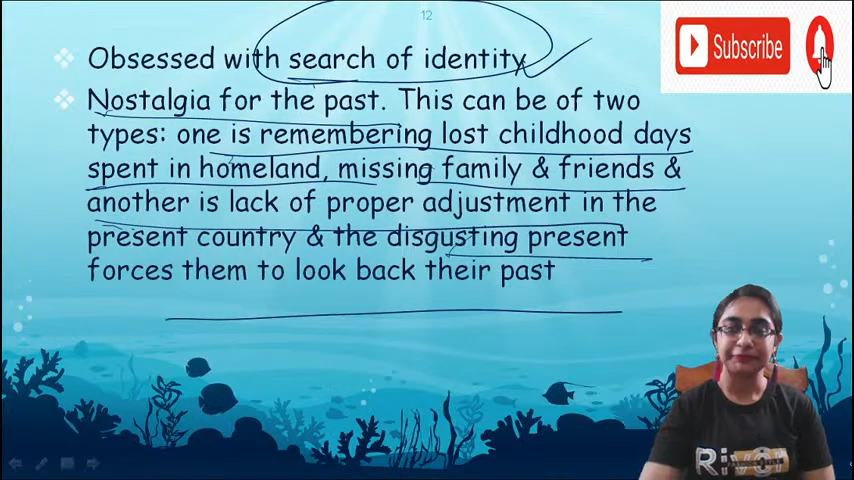 12
Subscribe
Obsessed with search of identity
Nostalgia for the past. This can be of two
types: one is remembering lost childhood days
spent in homeland, missing family & friends &
another is lack of proper adjustment in the
present country & the disgusting present
forces them to look back their past